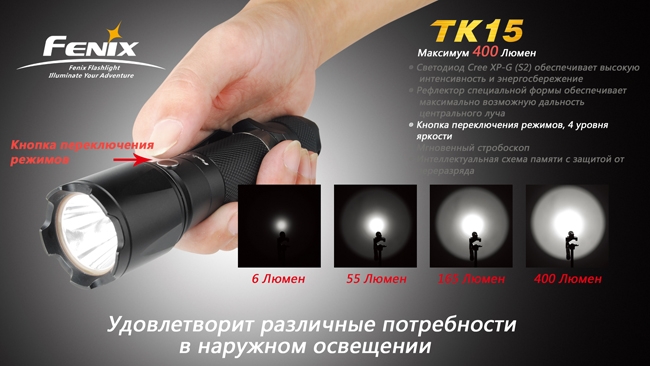 FENIX
Fenix Flashlight
Illuminate Your Adventure
TK15
Максимум 400 Люмен
• Светодиод Cree XP-G (S2) обеспечивает высокую
интенсивность и энергосбережение
• Рефлектор специальной формы обеспечивает
максимально возможную дальность
центрального луча
• Кнопка переключения режимов, 4 уровня
яркости
Мгновенный стробоскоп
Интеллектуальная схема памяти с защитой от
Кнопка переключения
режимов
6 Люмен
55 Люмен
Люмен
400 Люмен
Удовлетворит различные потребности
в наружном освещении